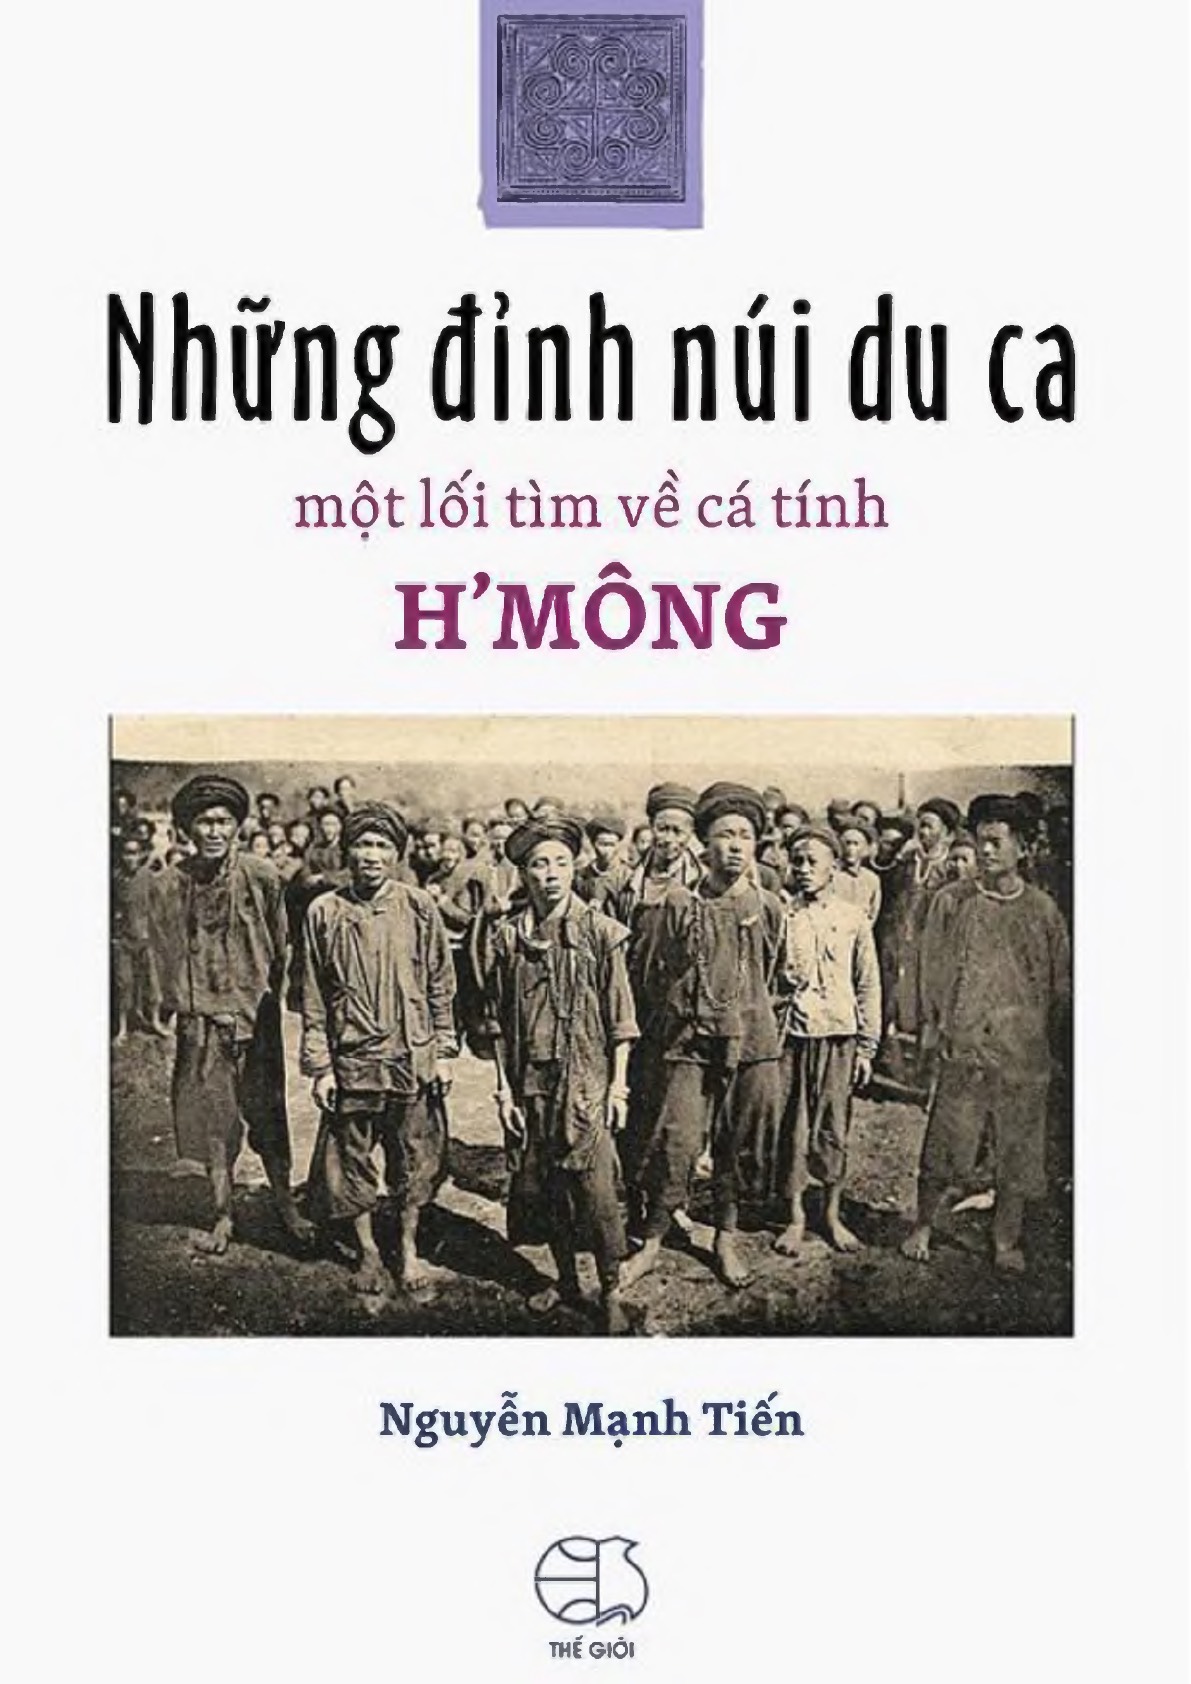 Những đỉnh núi du ca
một lối tìm về cá tính
H’MÔNG
Nguyễn Mạnh Tiến
THẾ GIỚI